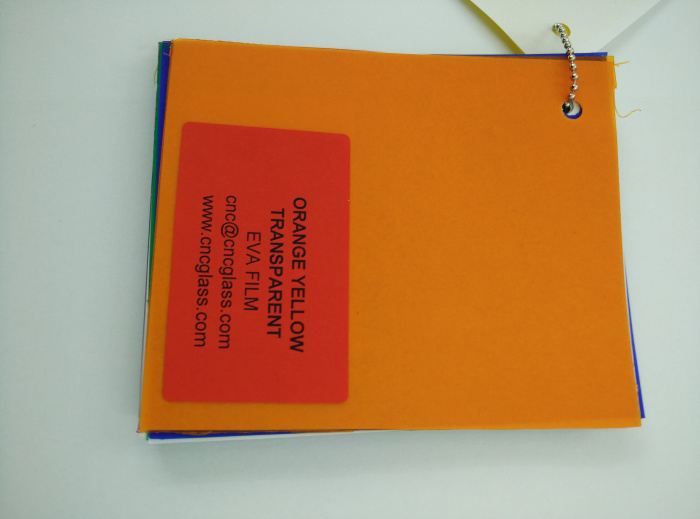 ORANGE YELLOW
TRANSPARENT
EVA FILM
cnc@cncglass.com
www.cncglass.com